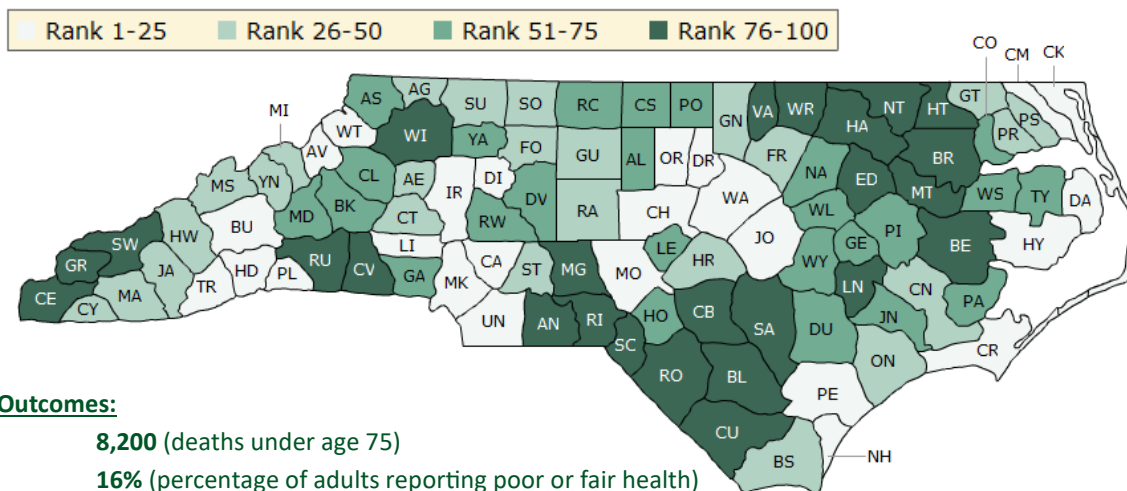 Rank 1-25 Rank 26-50 Rank 51-75 Rank 76-100
CO CM CK
AS AG SU SO RC CS PO GN VA WR NT HT GT
MI WT WI YA FO GU AL OR DR FR HA BR PR PS
AV
MS YN CL AE IR DI DV RA CH WA NA ED MT WS TY DA
MD BK CT RW WL
BU LI JO GE PI BE HY
SW HW RU CV GA CA ST MG MO LE HR WY
GR JA HD PL MK LN CN PA
CE CY MA TR UN AN RI HO CB SA DU JN
SC ON CR
RO BL PE
CU
BS NH
Outcomes:
8,200 (deaths under age 75)
16% (percentage of adults reporting poor or fair health)